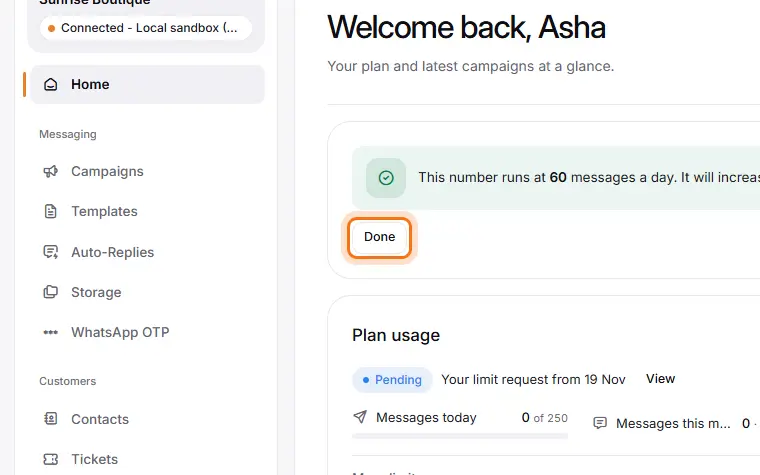 Sunrise Boutique
Connected - Local sandbox (...
Home
Messaging
Campaigns
Templates
Auto-Replies
Storage
WhatsApp OTP
Customers
Contacts
Tickets
Welcome back, Asha
Your plan and latest campaigns at a glance.
This number runs at 60 messages a day. It will increas
Done
Plan usage
Pending
Your limit request from 19 Nov
View
Messages today
0 of 250
Messages this m...
0 ·